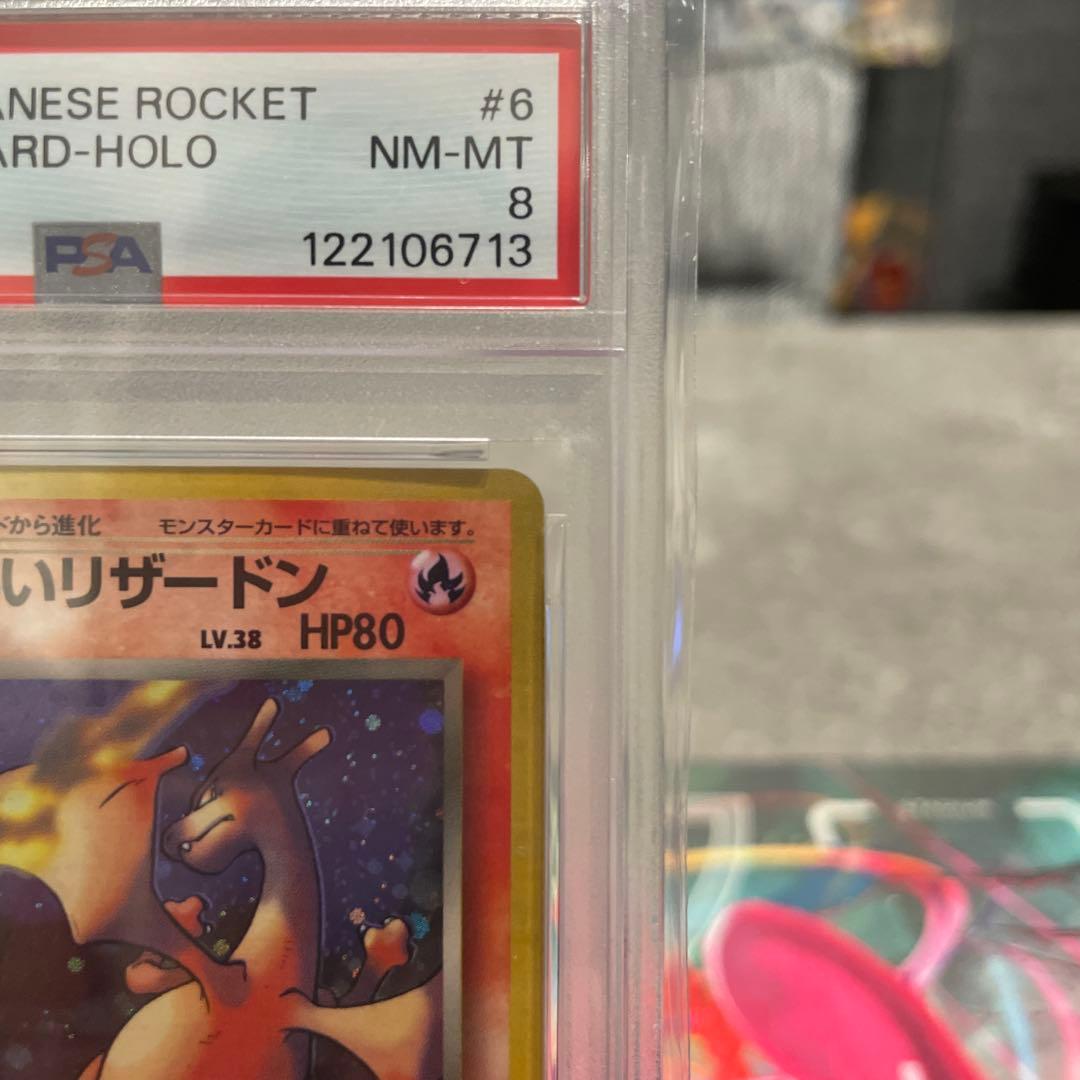 ANESE ROCKET #6
ARD-HOLO NM-MT
8
PSA 122106713
ドから進化 モンスターカードに重ねて使います。
いリザードン
LV.38 HP80